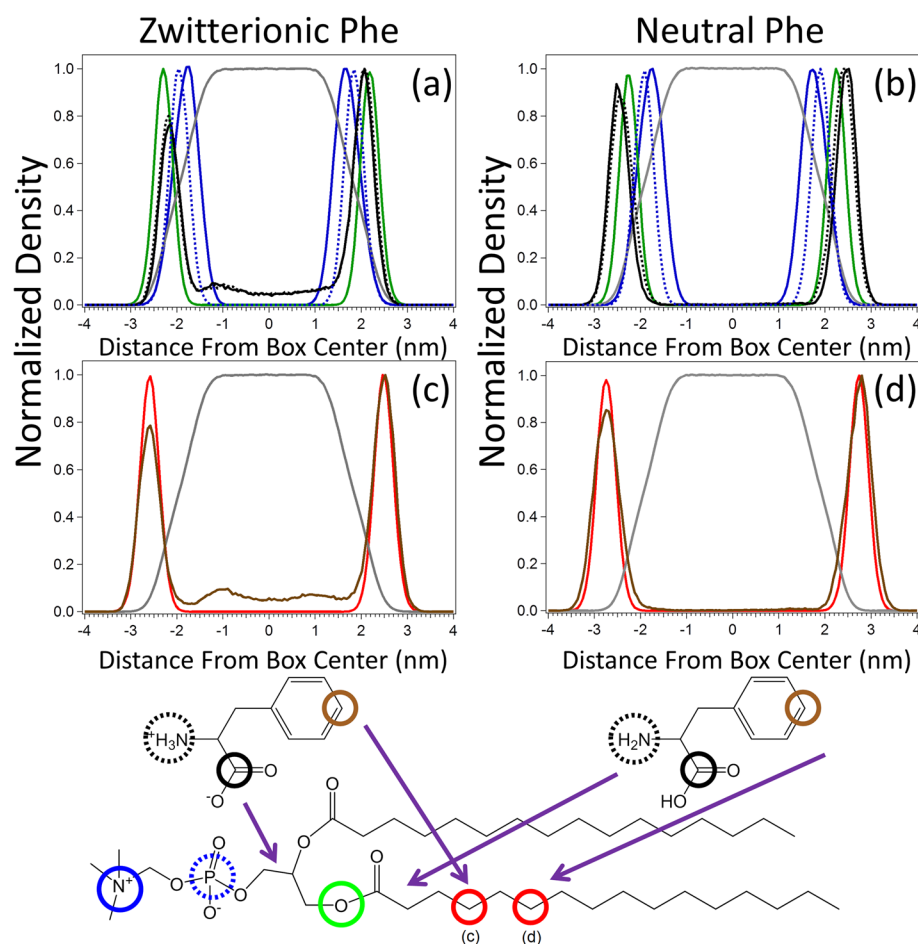 Zwitterionic Phe
Neutral Phe
Normalized Density
1.0
0.8
0.6
0.4
0.2
0.0
(a)
-4 -3 -2 -1 0 1 2 3 4
Distance From Box Center (nm)
Normalized Density
1.0
0.8
0.6
0.4
0.2
0.0
(b)
-4 -3 -2 -1 0 1 2 3 4
Distance From Box Center (nm)
1.0
0.8
0.6
0.4
0.2
0.0
(c)
-4 -3 -2 -1 0 1 2 3 4
Distance From Box Center (nm)
1.0
0.8
0.6
0.4
0.2
0.0
(d)
-4 -3 -2 -1 0 1 2 3 4
Distance From Box Center (nm)
+H3N
O
-O
H2N
O
HO
O
O
O
O
N+
O
P
O
O-
O
(c)
(d)